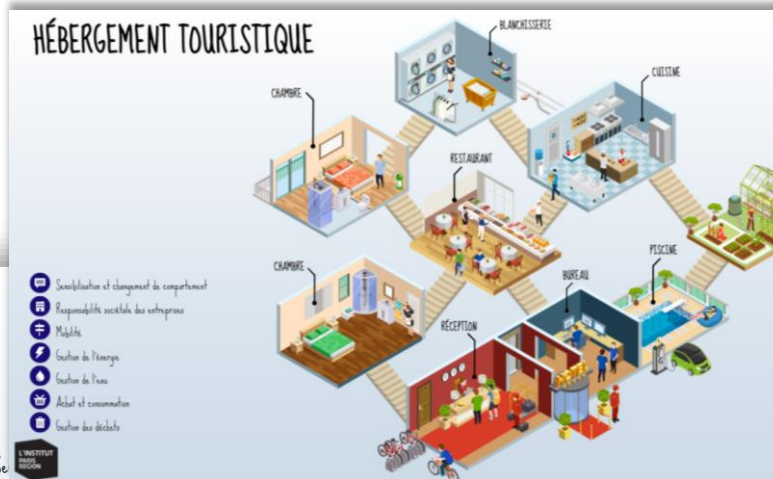 HÉBERGEMENT TOURISTIQUE
BLANCHISSERIE
CUISINE
CHAMBRE
RESTAURANT
CHAMBRE
PISCINE
BUREAU
RÉCEPTION
Sensibilisation et changement de comportement
Responsabilité sociétale des entreprises
Mobilité
Gestion de l'énergie
Gestion de l'eau
Achat et consommation
Gestion des déchets
L'INSTITUT
PARIS
REGION